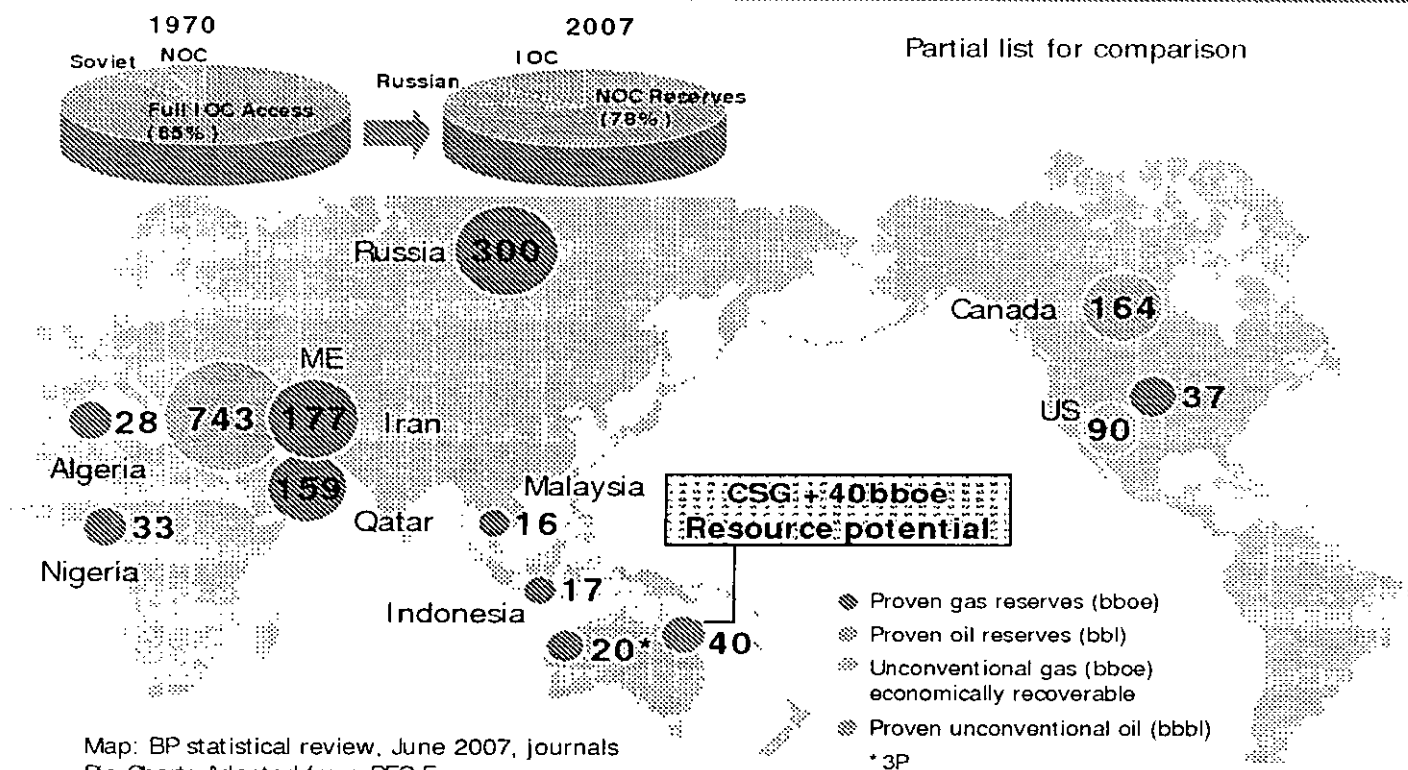 1970
2007
Partial list for comparison
Soviet
NOC
Full IOC Access
(85%)
Russian
IOC
NOC Reserves
(78%)
Russia
300
Canada
164
ME
743
177
Iran
28
Algeria
159
Qatar
33
Nigeria
US
37
90
Malaysia
16
CSG + 40bboe
Resource potential
Indonesia
17
20*
40
Proven gas reserves (bboe)
Proven oil reserves (bbl)
Unconventional gas (bboe)
economically recoverable
Proven unconventional oil (bbbl)
* 3P
Map: BP statistical review, June 2007, journals